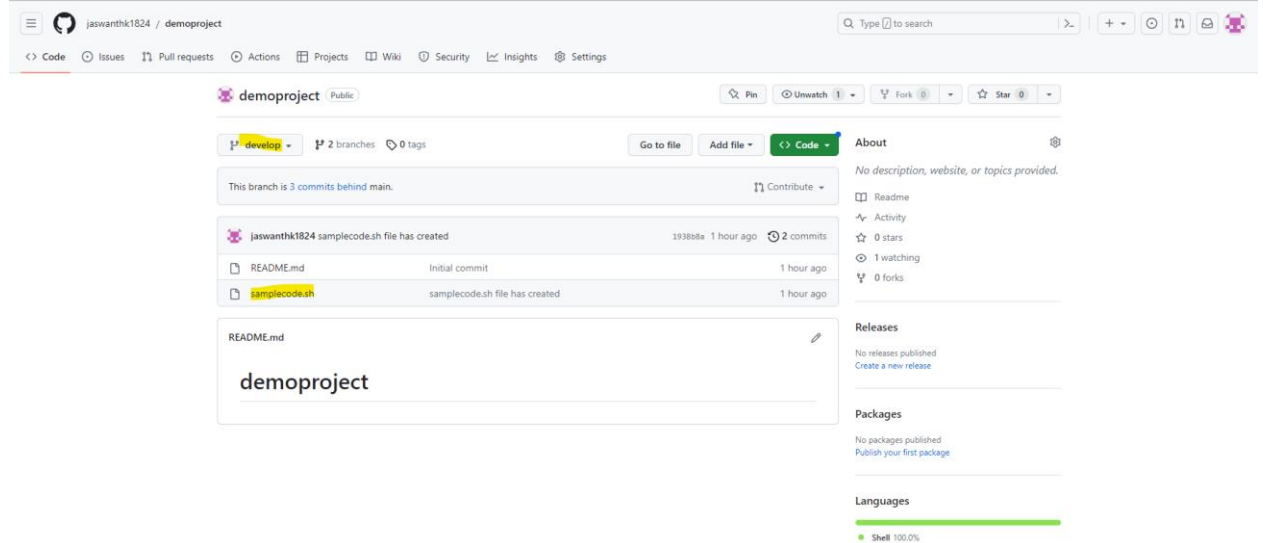 jaswanthk1824 / demoproject
Type / to search
Code Issues Pull requests Actions Projects Wiki Security Insights Settings
demoproject Public
Pin Unwatch 1 Fork 0 Star 0
develop 2 branches 0 tags Go to file Add file Code
This branch is 3 commits behind main. Contribute
jaswanthk1824 samplecode.sh file has created 1938b8a 1 hour ago 2 commits
README.md Initial commit 1 hour ago
samplecode.sh samplecode.sh file has created 1 hour ago
README.md
demoproject
About
No description, website, or topics provided.
Readme
Activity
0 stars
1 watching
0 forks
Releases
No releases published
Create a new release
Packages
No packages published
Publish your first package
Languages
Shell 100.0%